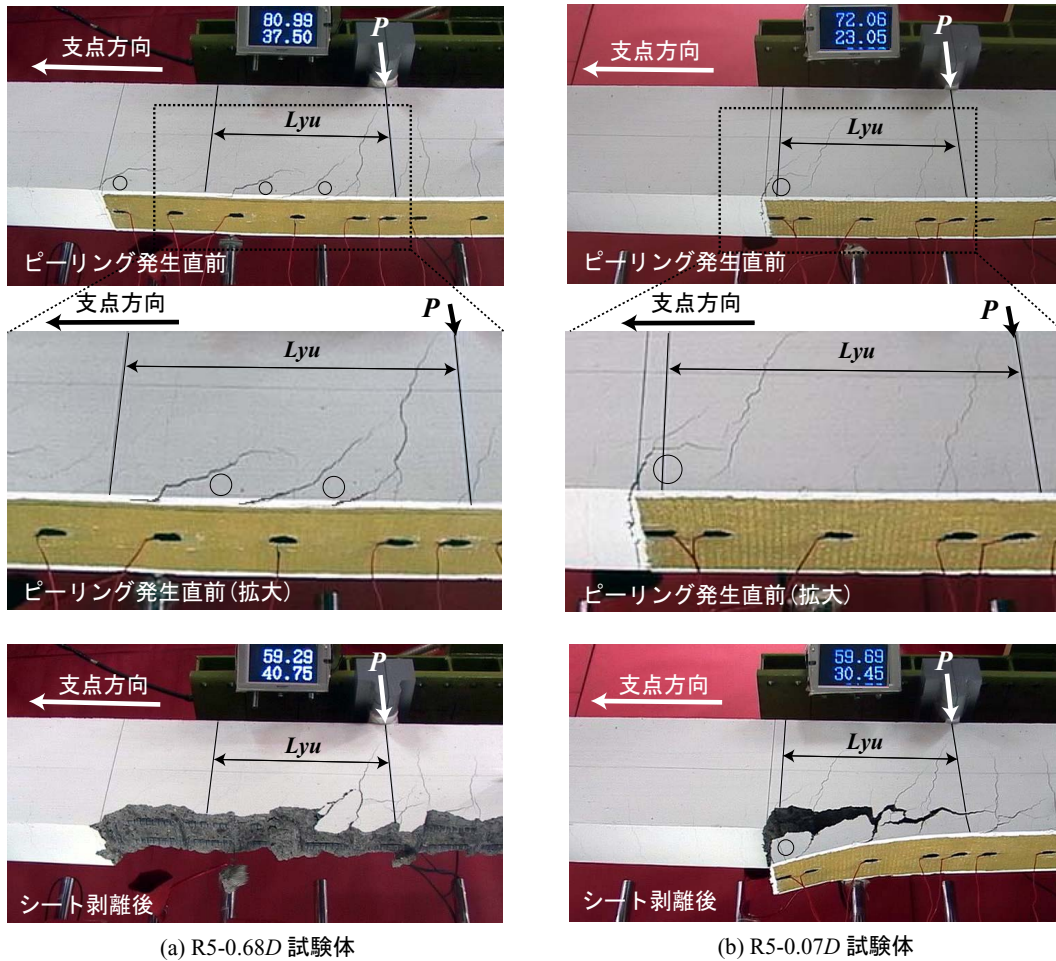 80.99
37.50
P
支点方向
Lyu
ピーリング発生直前
支点方向
P
Lyu
ピーリング発生直前(拡大)
59.29
40.75
P
支点方向
Lyu
シート剥離後
(a) R5-0.68D 試験体
72.06
23.05
P
支点方向
Lyu
ピーリング発生直前
支点方向
P
Lyu
ピーリング発生直前(拡大)
59.69
30.45
P
支点方向
Lyu
シート剥離後
(b) R5-0.07D 試験体